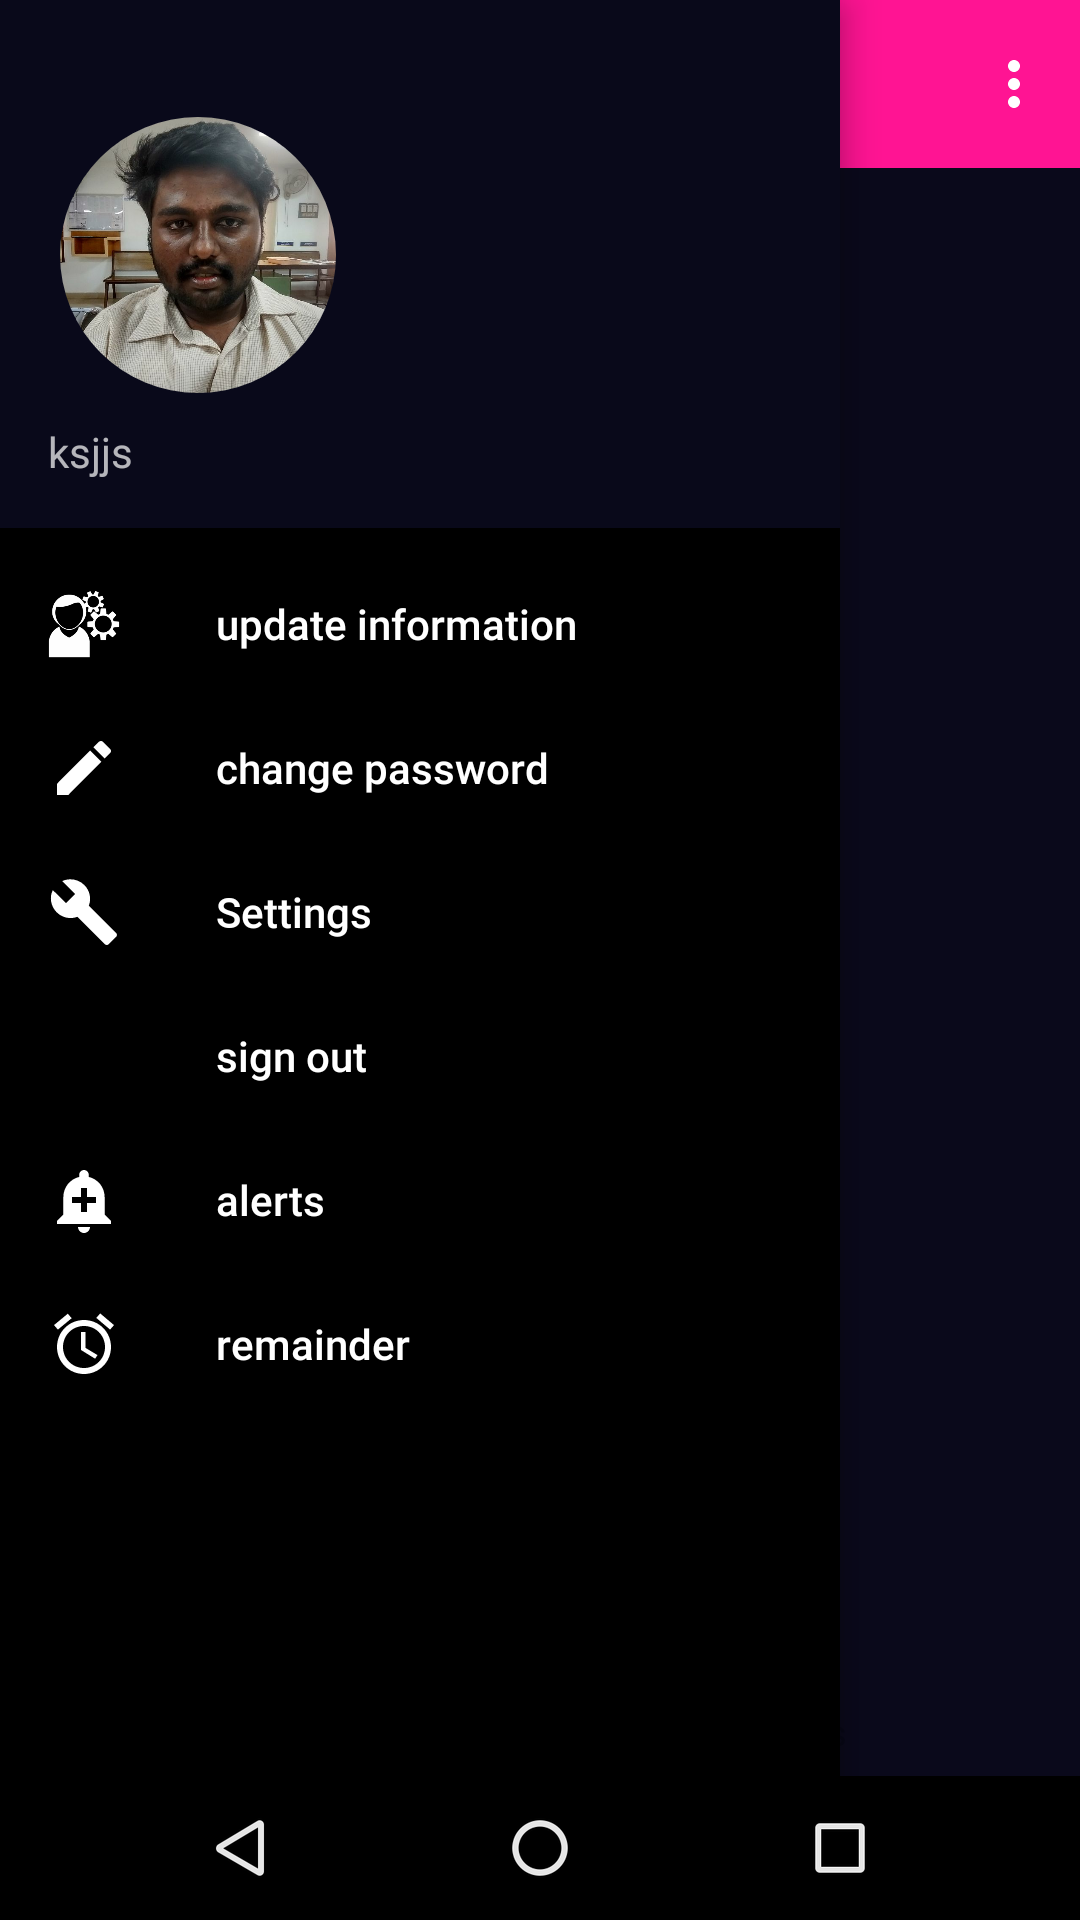 ksjjs
update information
change password
Settings
sign out
alerts
remainder